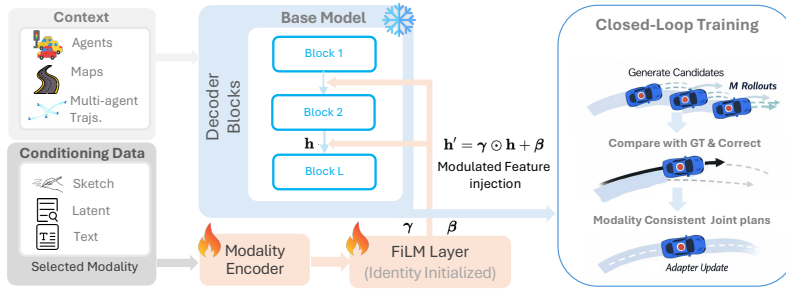 Context
Agents
Maps
Multi-agent
Trajs.
Conditioning Data
Sketch
Latent
Text
Selected Modality
Base Model
Decoder
Blocks
Block 1
Block 2
h
Block L
h′ = γ ⊙ h + β
Modulated Feature
injection
γ β
Modality
Encoder
FiLM Layer
(Identity Initialized)
Closed-Loop Training
Generate Candidates
M Rollouts
Compare with GT & Correct
Modality Consistent Joint plans
Adapter Update